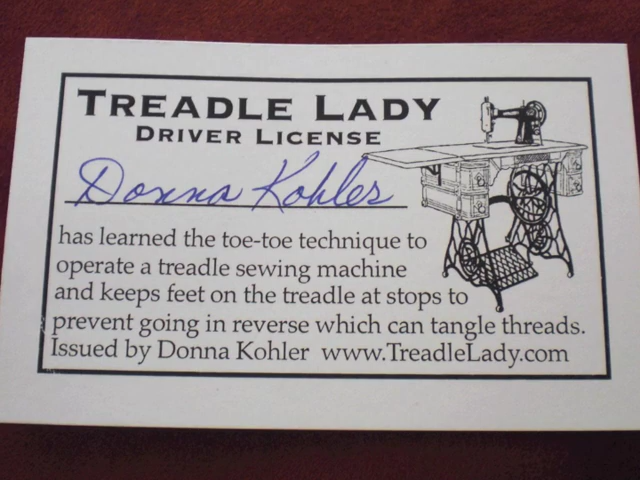 TREADLE LADY
DRIVER LICENSE
Donna Kohler
has learned the toe-toe technique to
operate a treadle sewing machine
and keeps feet on the treadle at stops to
prevent going in reverse which can tangle threads.
Issued by Donna Kohler www.TreadleLady.com